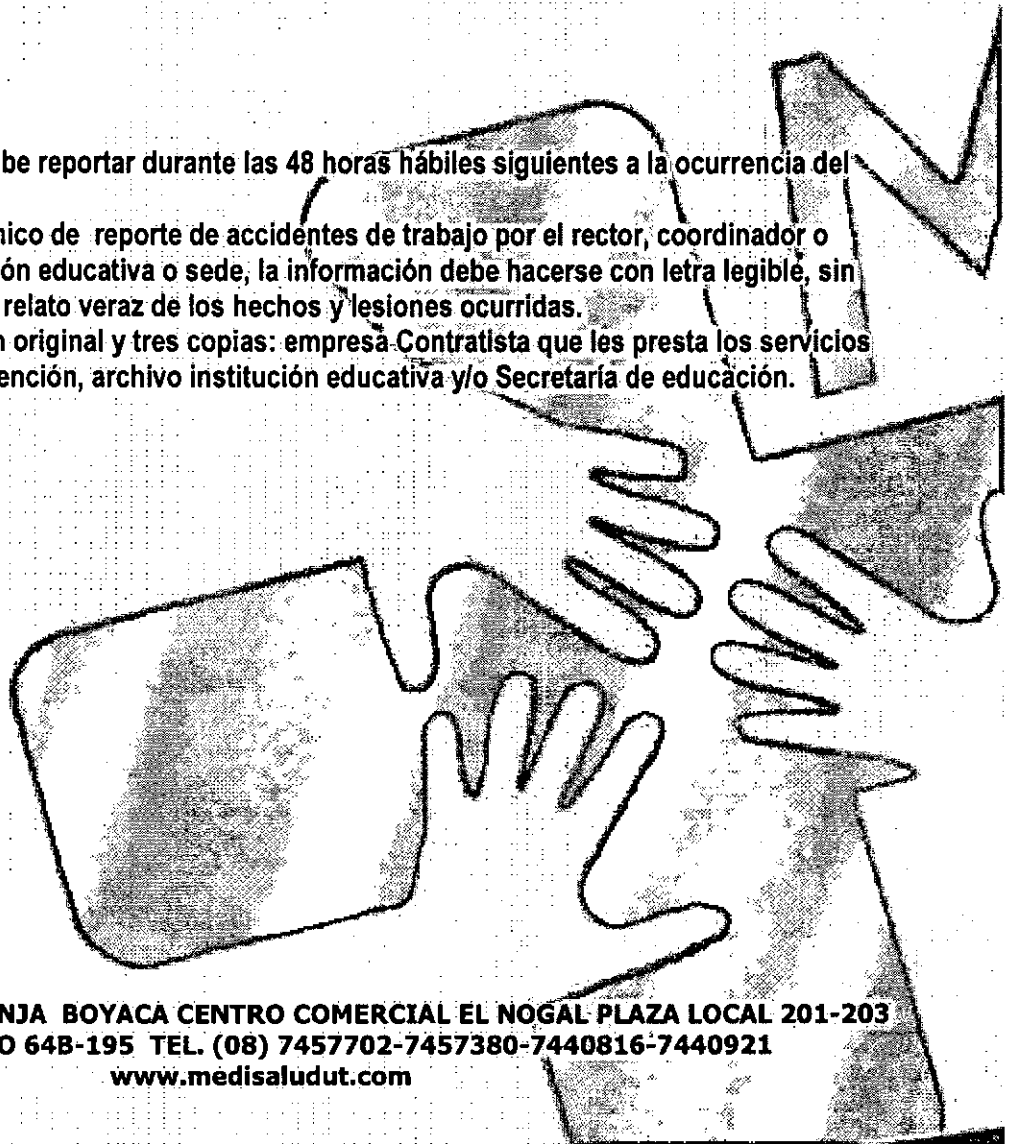 be reportar durante las 48 horas hábiles siguientes a la ocurrencia del
nico de reporte de accidentes de trabajo por el rector, coordinador o
ión educativa o sede, la información debe hacerse con letra legible, sin
relato veraz de los hechos y lesiones ocurridas.
n original y tres copias: empresa Contratista que les presta los servicios
ención, archivo institución educativa y/o Secretaría de educación.
NJA BOYACA CENTRO COMERCIAL EL NOGAL PLAZA LOCAL 201-203
O 64B-195 TEL. (08) 7457702-7457380-7440816-7440921
www.medisaludut.com